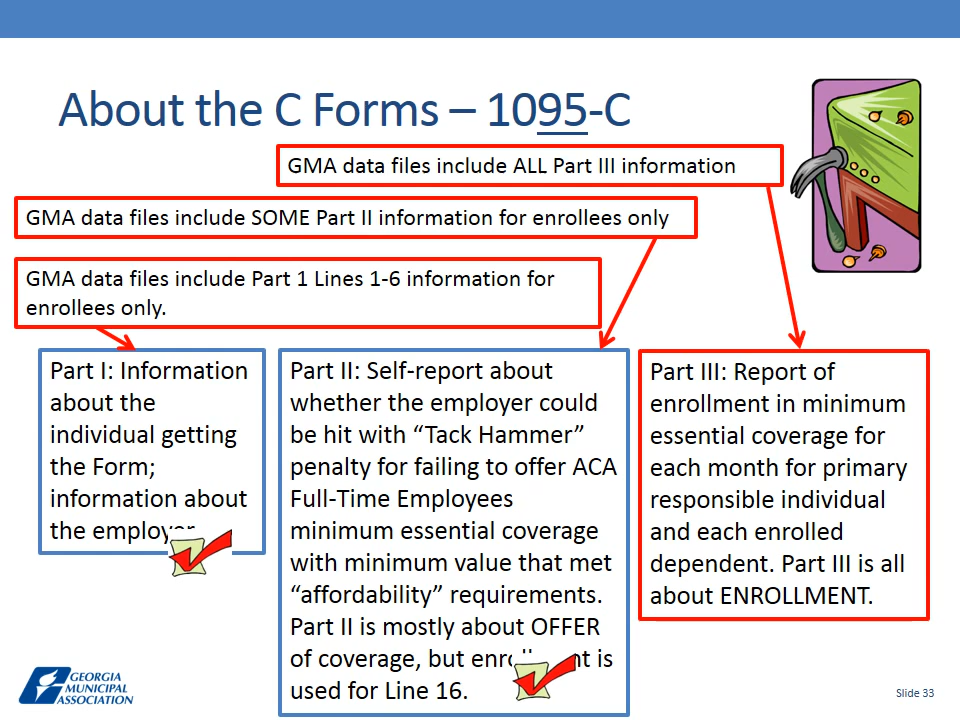 About the C Forms – 1095-C
GMA data files include ALL Part III information
GMA data files include SOME Part II information for enrollees only
GMA data files include Part 1 Lines 1-6 information for
enrollees only.
Part I: Information
about the
individual getting
the Form;
information about
the employer
Part II: Self-report about
whether the employer could
be hit with “Tack Hammer”
penalty for failing to offer ACA
Full-Time Employees
minimum essential coverage
with minimum value that met
“affordability” requirements.
Part II is mostly about OFFER
of coverage, but enrollment is
used for Line 16.
Part III: Report of
enrollment in minimum
essential coverage for
each month for primary
responsible individual
and each enrolled
dependent. Part III is all
about ENROLLMENT.
GEORGIA
MUNICIPAL
ASSOCIATION
Slide 33